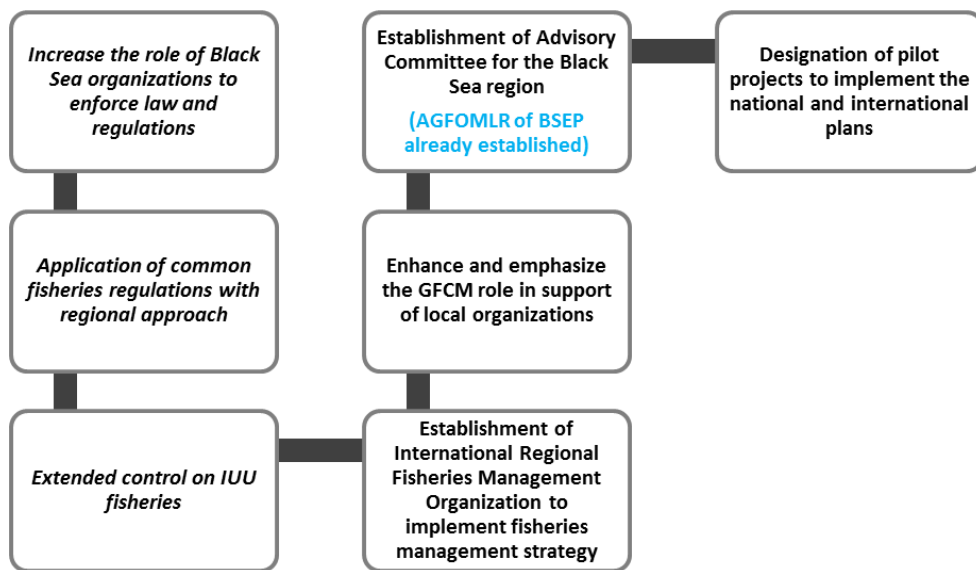 Increase the role of Black
Sea organizations to
enforce law and
regulations
Application of common
fisheries regulations with
regional approach
Extended control on IUU
fisheries
Establishment of
International Regional
Fisheries Management
Organization to
implement fisheries
management strategy
Enhance and emphasize
the GFCM role in support
of local organizations
Establishment of Advisory
Committee for the Black
Sea region
(AGFOMLR of BSEP
already established)
Designation of pilot
projects to implement the
national and international
plans